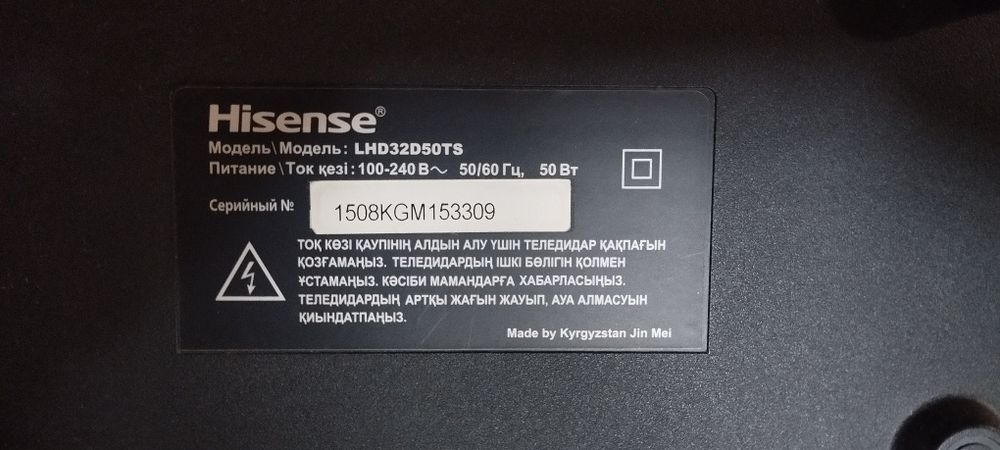 Hisense®
Модель\Модель: LHD32D50TS
Питание\Ток қезі: 100-240 В～ 50/60 Гц, 50 Вт
Серийный № 1508KGM153309
ТОҚ КӨЗІ ҚАУПІНІҢ АЛДЫН АЛУ ҮШІН ТЕЛЕДИДАР ҚАҚПАҒЫН
ҚОЗҒАМАҢЫЗ. ТЕЛЕДИДАРДЫҢ ІШКІ БӨЛІГІН ҚОЛМЕН
ҰСТАМАҢЫЗ. КӘСІБИ МАМАНДАРҒА ХАБАРЛАСЫҢЫЗ.
ТЕЛЕДИДАРДЫҢ АРТҚЫ ЖАҒЫН ЖАУЫП, АУА АЛМАСУЫН
ҚИЫНДАТПАҢЫЗ.
Made by Kyrgyzstan Jin Mei